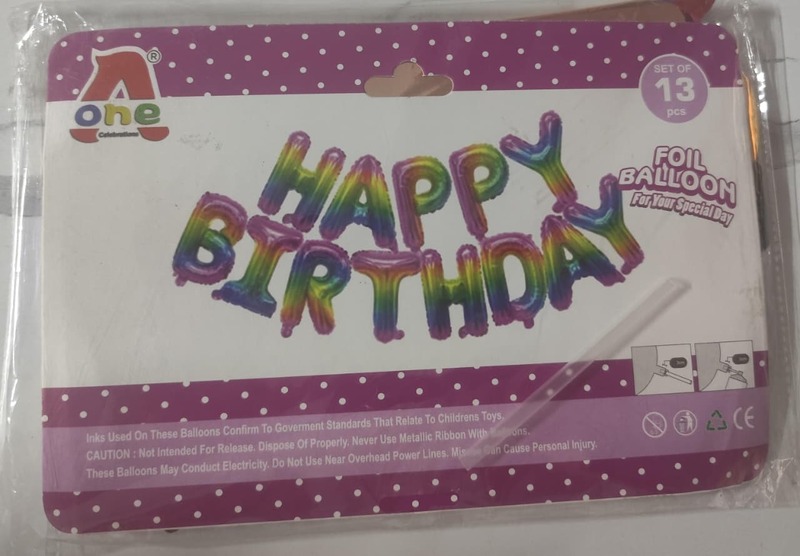 A®
one
Celebrations
SET OF
13
pcs
HAPPY
BIRTHDAY
FOIL
BALLOON
For Your Special Day
Inks Used On These Balloons Confirm To Goverment Standards That Relate To Childrens Toys.
CAUTION : Not Intended For Release. Dispose Of Properly. Never Use Metallic Ribbon With Balloons.
These Balloons May Conduct Electricity. Do Not Use Near Overhead Power Lines. Misuse Can Cause Personal Injury.
CE